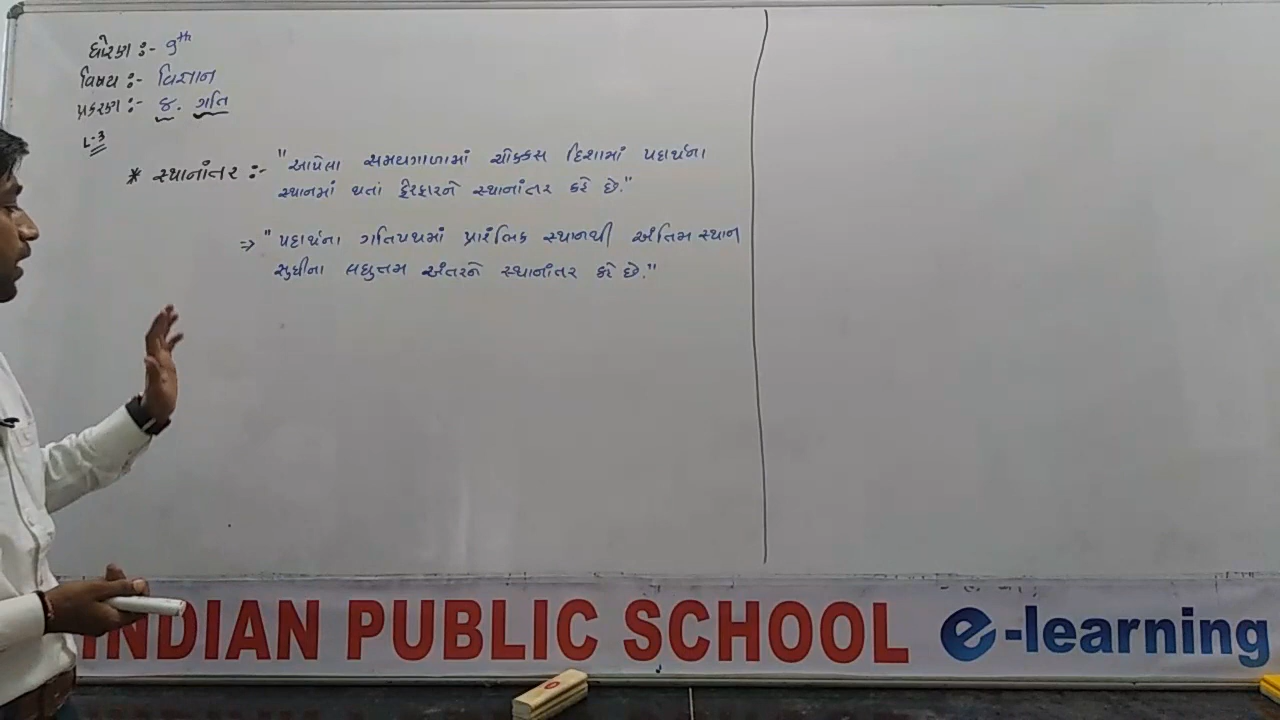 ધોરણ :- 9th
વિષય :- વિજ્ઞાન
પ્રકરણ :- ૪. ગતિ
L-3
* સ્થાનાંતર :- "આપેલા સમયગાળામાં ચોક્કસ દિશામાં પદાર્થના
સ્થાનમાં થતાં ફેરફારને સ્થાનાંતર કહે છે."
⇒ "પદાર્થના ગતિપથમાં પ્રારંભિક સ્થાનથી અંતિમ સ્થાન
સુધીના લઘુત્તમ અંતરને સ્થાનાંતર કહે છે."
INDIAN PUBLIC SCHOOL e-learning